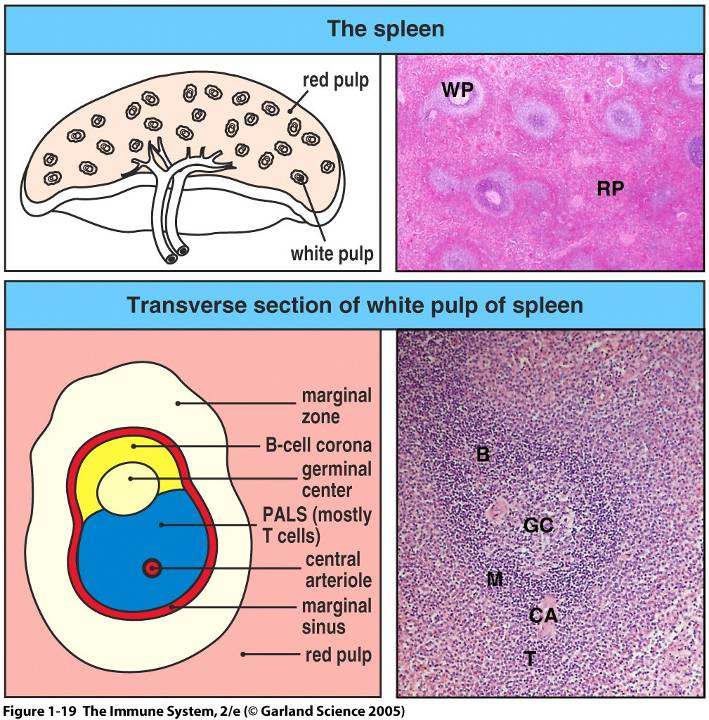 The spleen
red pulp
white pulp
WP
RP
Transverse section of white pulp of spleen
marginal
zone
B-cell corona
germinal
center
PALS (mostly
T cells)
central
arteriole
marginal
sinus
red pulp
B
GC
M
CA
T
Figure 1-19 The Immune System, 2/e (© Garland Science 2005)